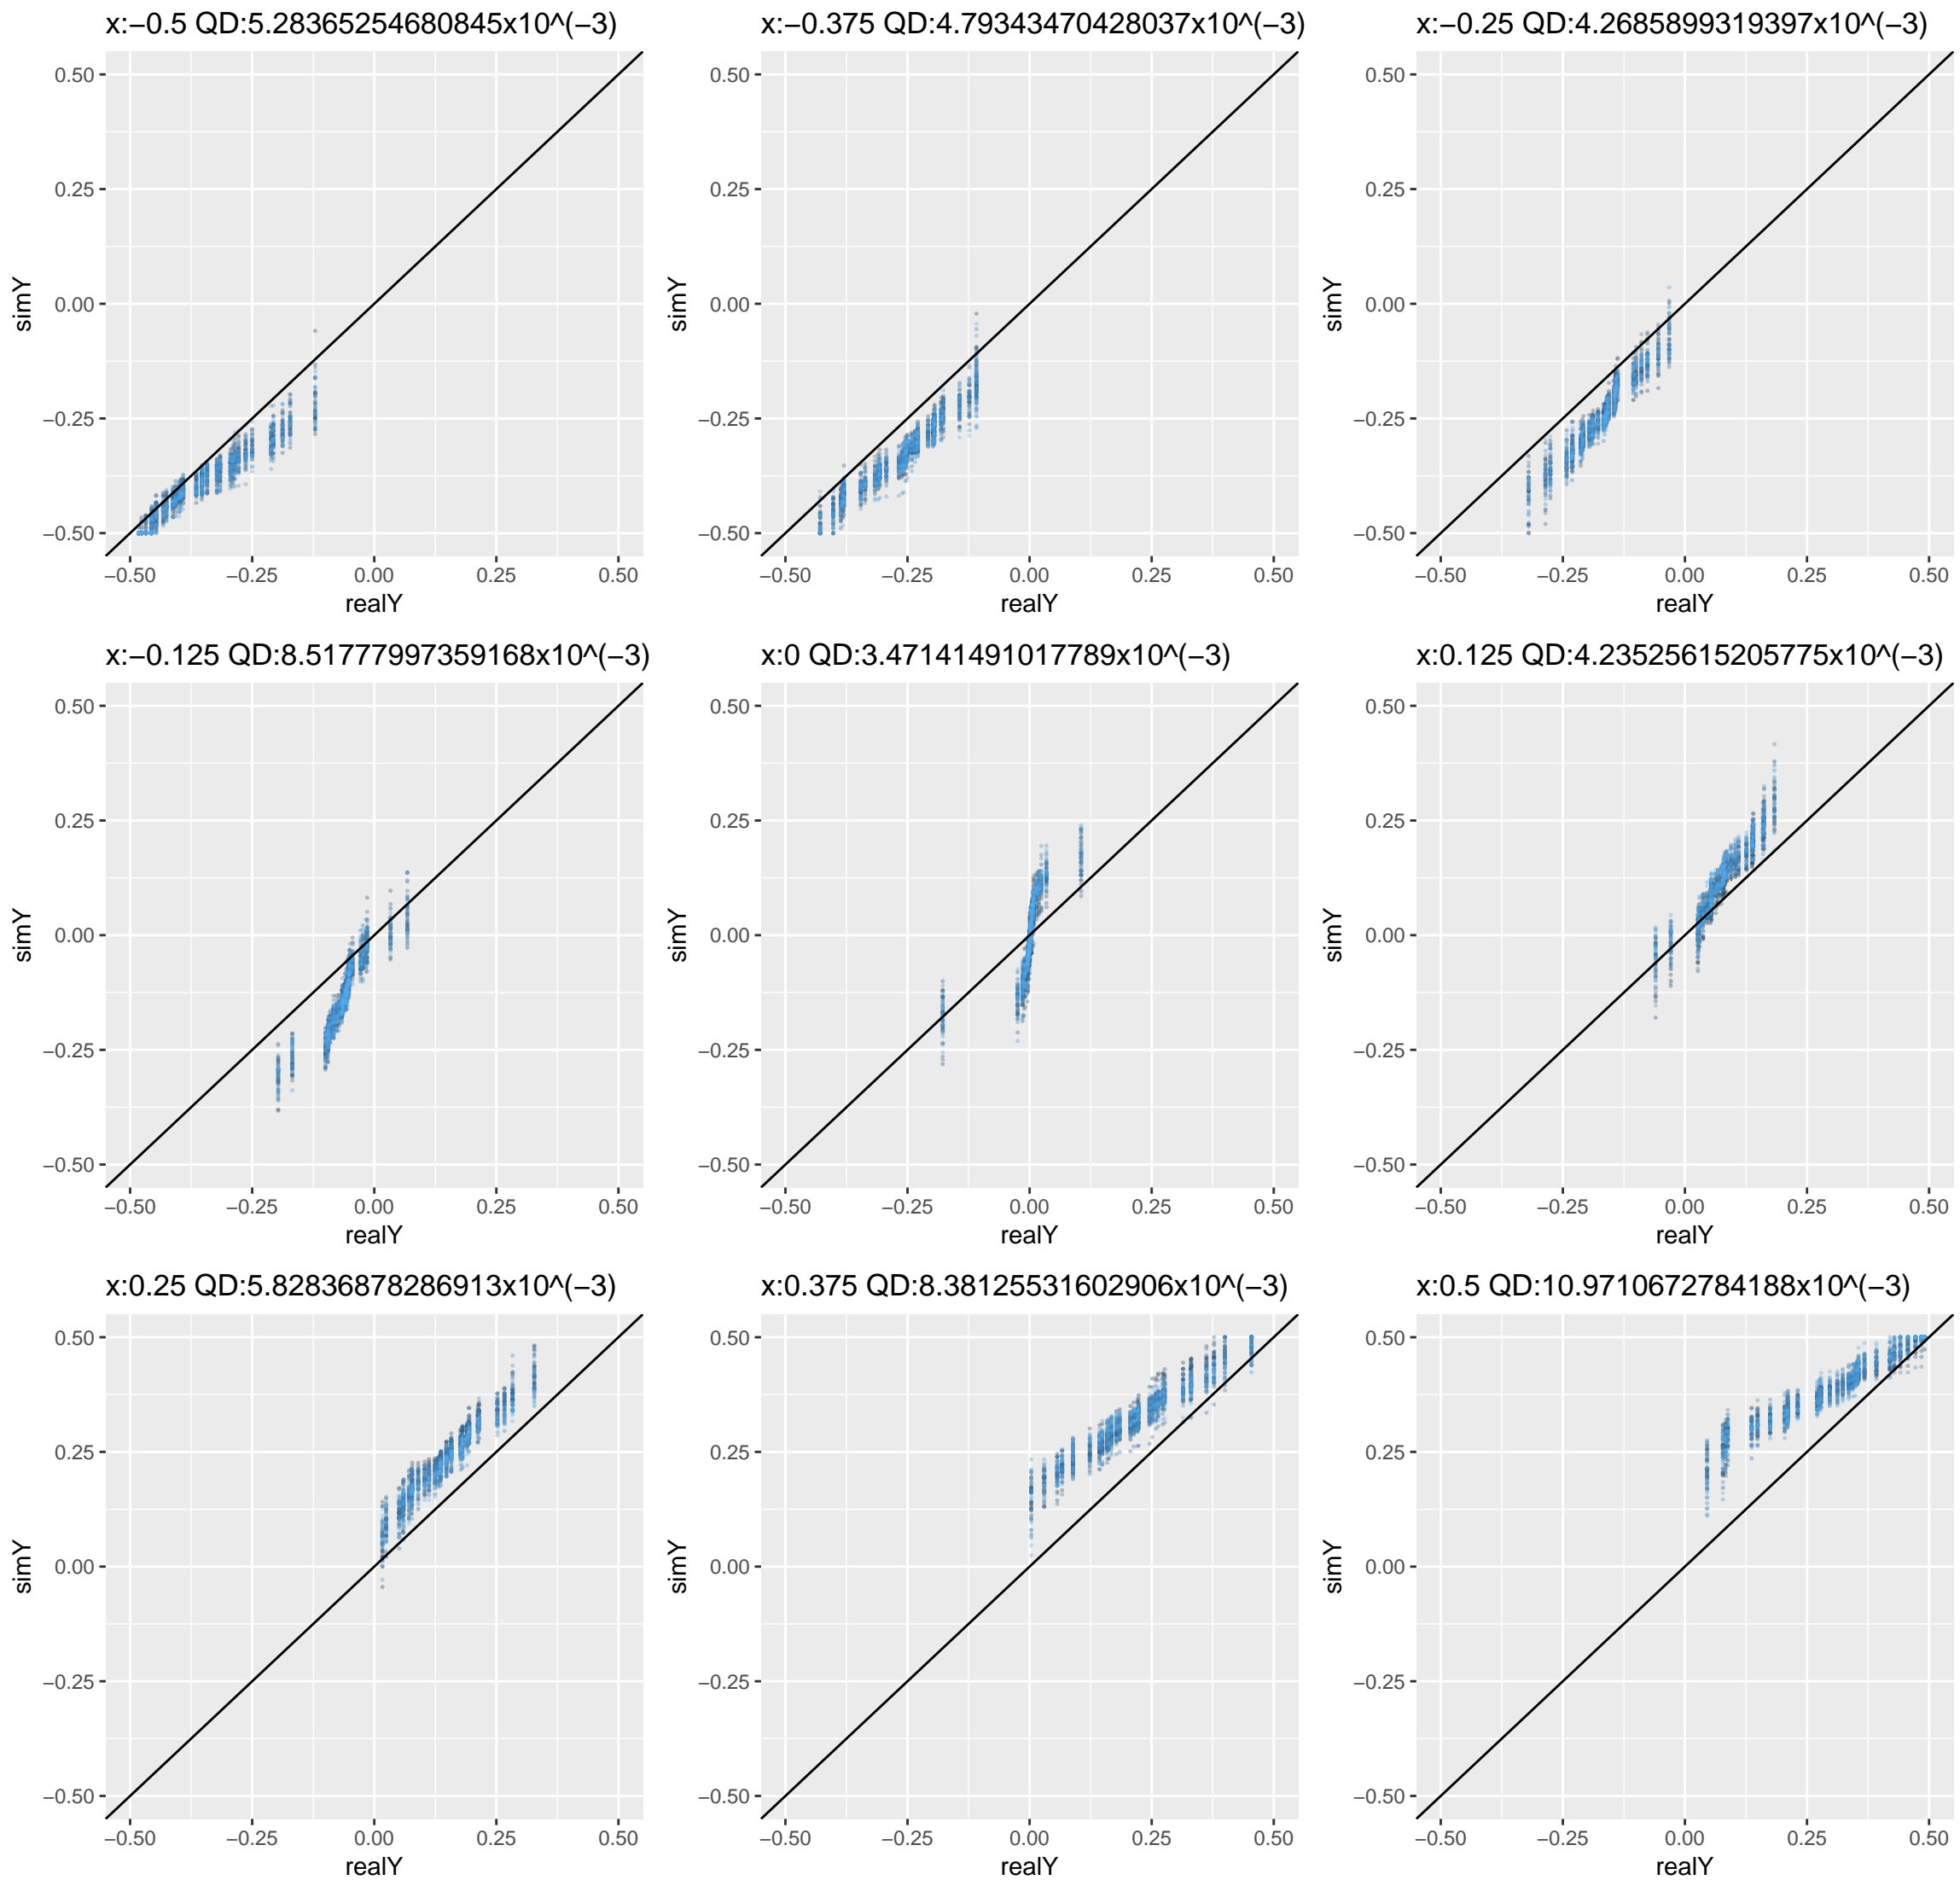 x:−0.5 QD:5.28365254680845x10^(−3)
x:−0.375 QD:4.79343470428037x10^(−3)
x:−0.25 QD:4.2685899319397x10^(−3)
0.50
0.25
0.00
−0.25
−0.50
simY
−0.50 −0.25 0.00 0.25 0.50
realY
0.50
0.25
0.00
−0.25
−0.50
simY
−0.50 −0.25 0.00 0.25 0.50
realY
0.50
0.25
0.00
−0.25
−0.50
simY
−0.50 −0.25 0.00 0.25 0.50
realY
x:−0.125 QD:8.51777997359168x10^(−3)
x:0 QD:3.47141491017789x10^(−3)
x:0.125 QD:4.23525615205775x10^(−3)
0.50
0.25
0.00
−0.25
−0.50
simY
−0.50 −0.25 0.00 0.25 0.50
realY
0.50
0.25
0.00
−0.25
−0.50
simY
−0.50 −0.25 0.00 0.25 0.50
realY
0.50
0.25
0.00
−0.25
−0.50
simY
−0.50 −0.25 0.00 0.25 0.50
realY
x:0.25 QD:5.82836878286913x10^(−3)
x:0.375 QD:8.38125531602906x10^(−3)
x:0.5 QD:10.9710672784188x10^(−3)
0.50
0.25
0.00
−0.25
−0.50
simY
−0.50 −0.25 0.00 0.25 0.50
realY
0.50
0.25
0.00
−0.25
−0.50
simY
−0.50 −0.25 0.00 0.25 0.50
realY
0.50
0.25
0.00
−0.25
−0.50
simY
−0.50 −0.25 0.00 0.25 0.50
realY